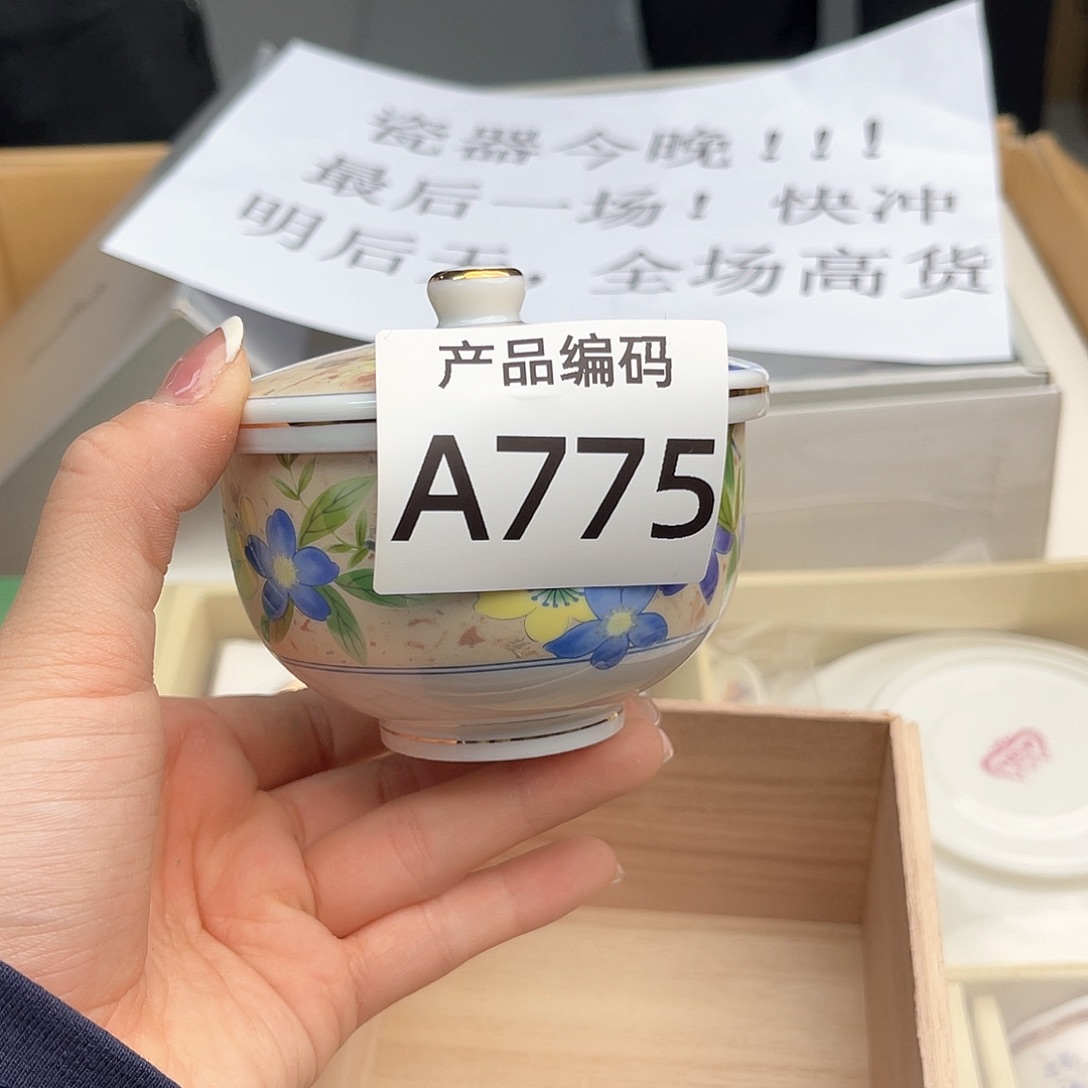 瓷器今晚！！！
最后一场！快冲
明后天，全场高货
产品编码
A775